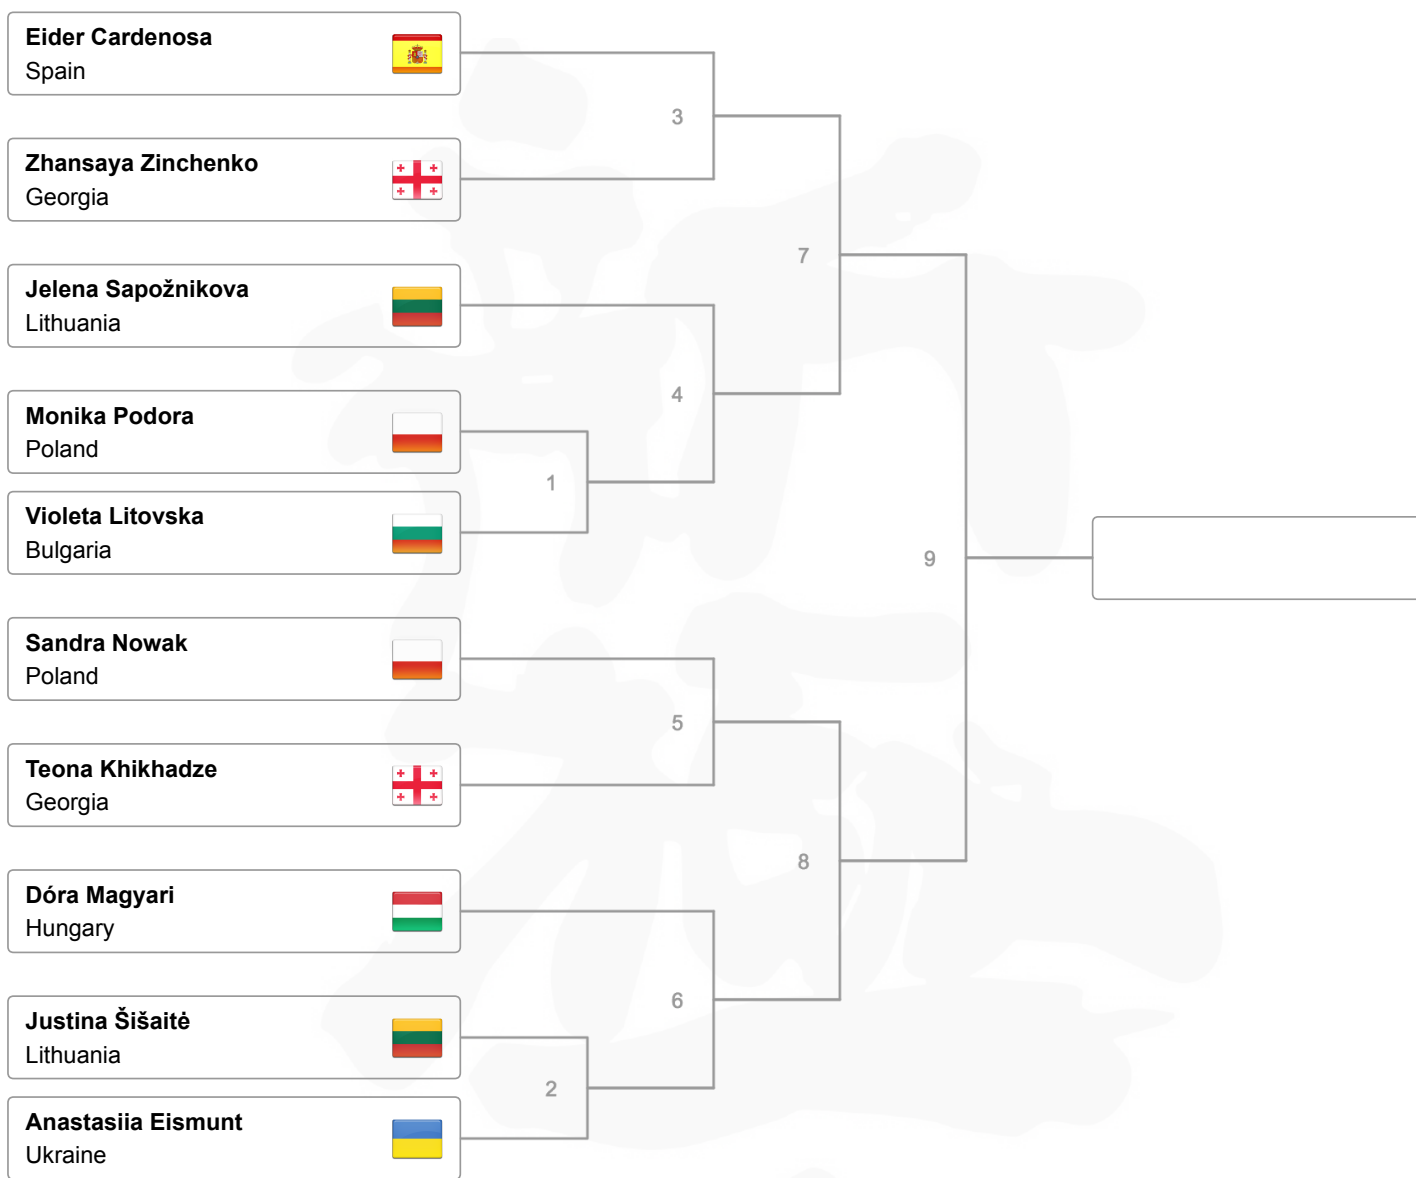 Eider Cardenosa
Spain
3
Zhansaya Zinchenko
Georgia
7
Jelena Sapožnikova
Lithuania
4
Monika Podora
Poland
1
Violeta Litovska
Bulgaria
9
Sandra Nowak
Poland
5
Teona Khikhadze
Georgia
8
Dóra Magyari
Hungary
6
Justina Šišaitė
Lithuania
2
Anastasiia Eismunt
Ukraine